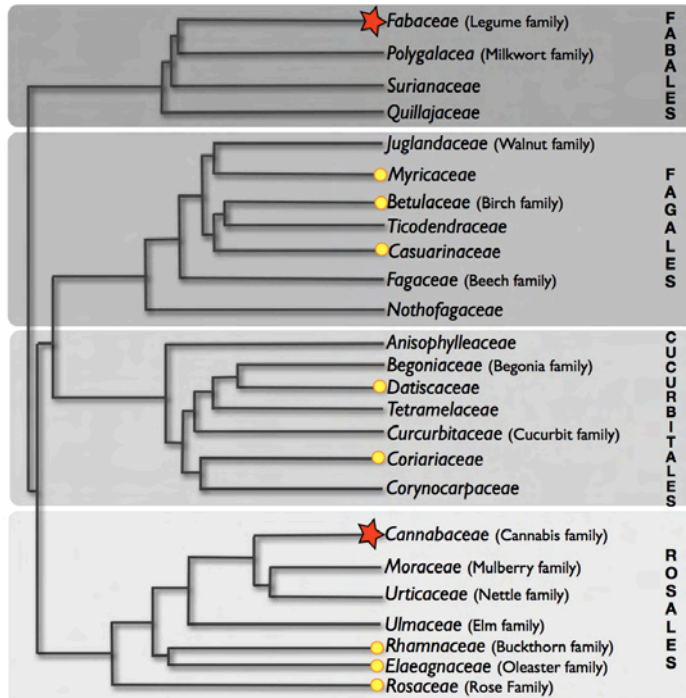 Fabaceae (Legume family)
Polygalacea (Milkwort family)
Surianaceae
Quillajaceae
FABALES
Juglandaceae (Walnut family)
Myricaceae
Betulaceae (Birch family)
Ticodendraceae
Casuarinaceae
Fagaceae (Beech family)
Nothofagaceae
FAGALES
Anisophylleaceae
Begoniaceae (Begonia family)
Datiscaceae
Tetramelaceae
Curcurbitaceae (Cucurbit family)
Coriariaceae
Corynocarpaceae
CUCURBITALES
Cannabaceae (Cannabis family)
Moraceae (Mulberry family)
Urticaceae (Nettle family)
Ulmaceae (Elm family)
Rhamnaceae (Buckthorn family)
Elaeagnaceae (Oleaster family)
Rosaceae (Rose Family)
ROSALES